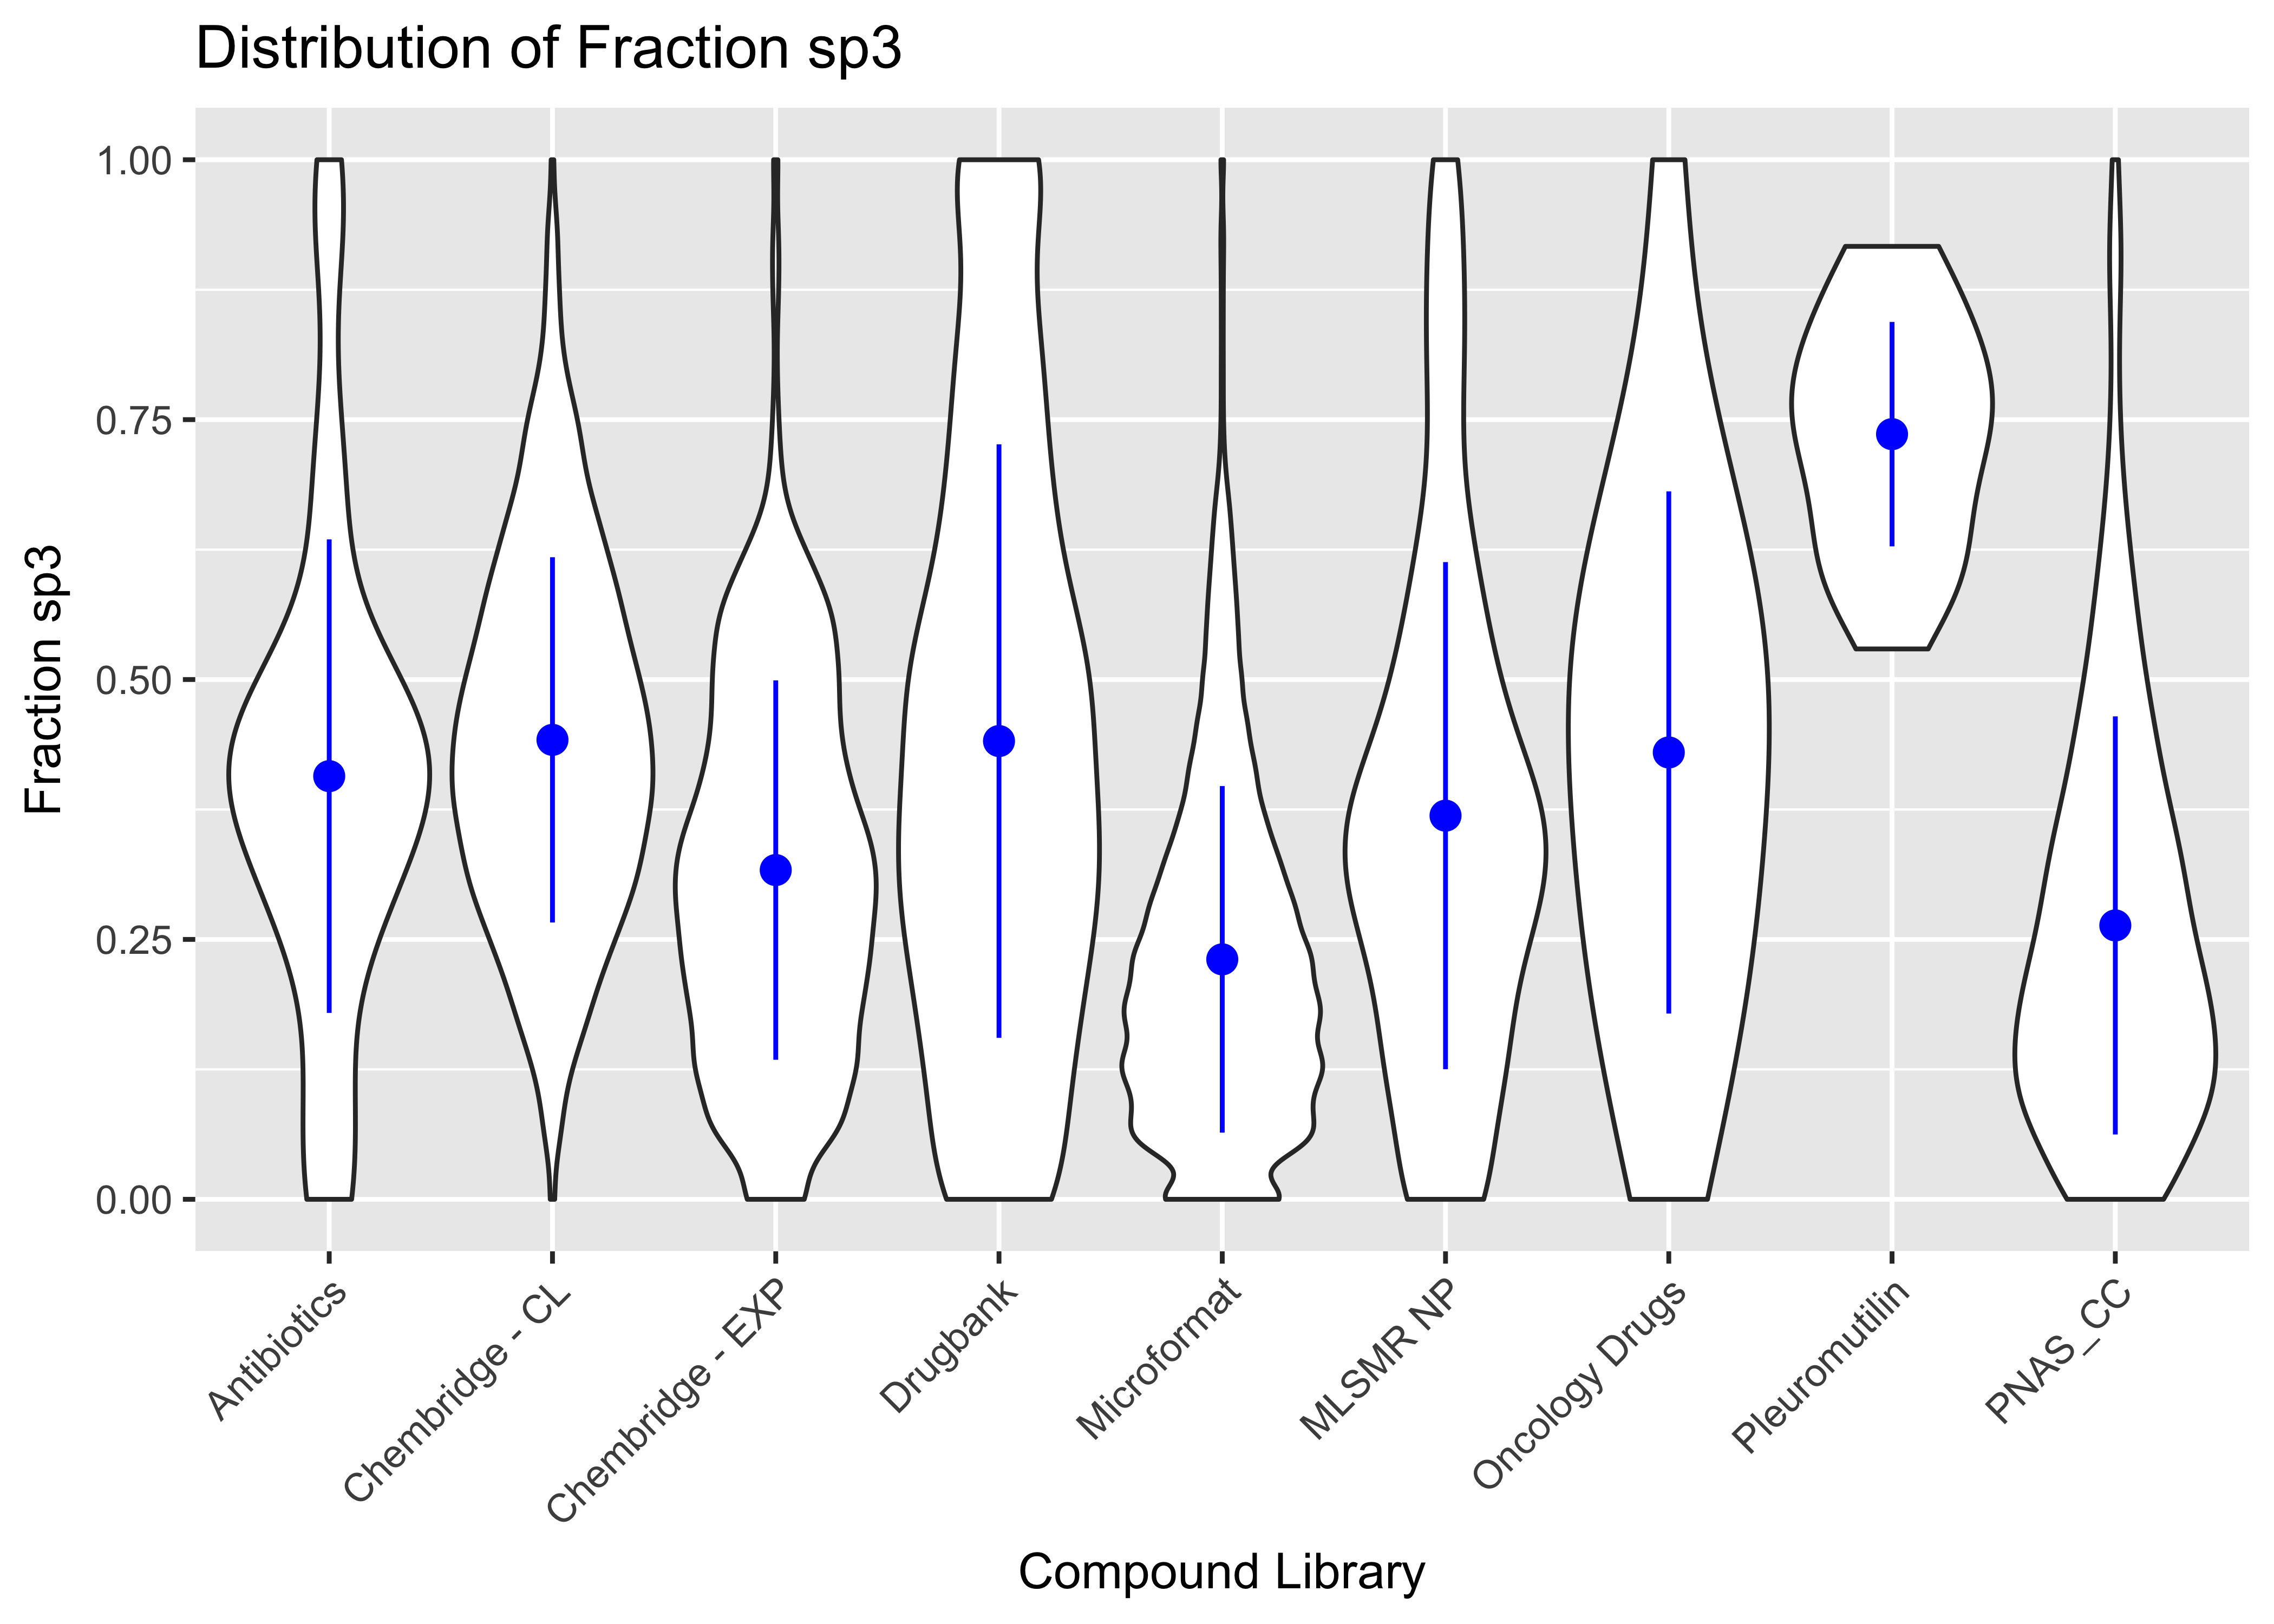 Distribution of Fraction sp3
Fraction sp3
1.00
0.75
0.50
0.25
0.00
Antibiotics
Chembridge - CL
Chembridge - EXP
Drugbank
Microformat
MLSMR NP
Oncology Drugs
Pleuromutilin
PNAS_CC
Compound Library